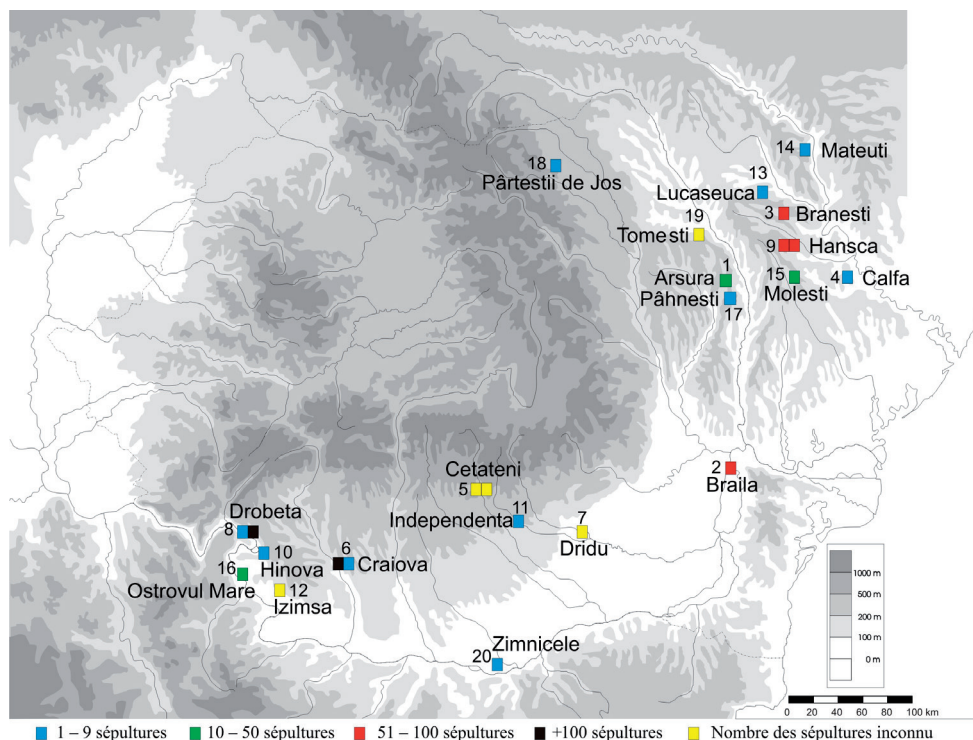 14 Mateuti
18
Pârtestii de Jos
13
Lucaseuca
3 Branesti
19
Tomesti
9 Hansca
1
Arsura
15
Molesti
4 Calfa
Pâhnesti
17
2
Braila
Cetateni
5
11
Independenta
7
Dridu
Drobeta
8
10
Hinova
6
Craiova
16
Ostrovul Mare
12
Izimsa
Zimnicele
20
1000 m
500 m
200 m
100 m
0 m
0 20 40 60 80 100 km
1 – 9 sépultures 10 – 50 sépultures 51 – 100 sépultures +100 sépultures Nombre des sépultures inconnu